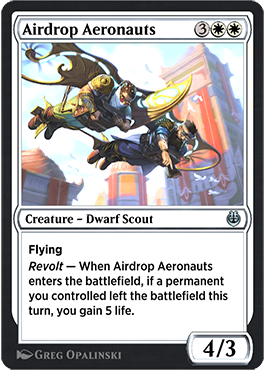 Airdrop Aeronauts 3
Creature – Dwarf Scout
Flying
Revolt — When Airdrop Aeronauts
enters the battlefield, if a permanent
you controlled left the battlefield this
turn, you gain 5 life.
4/3
Greg Opalinski